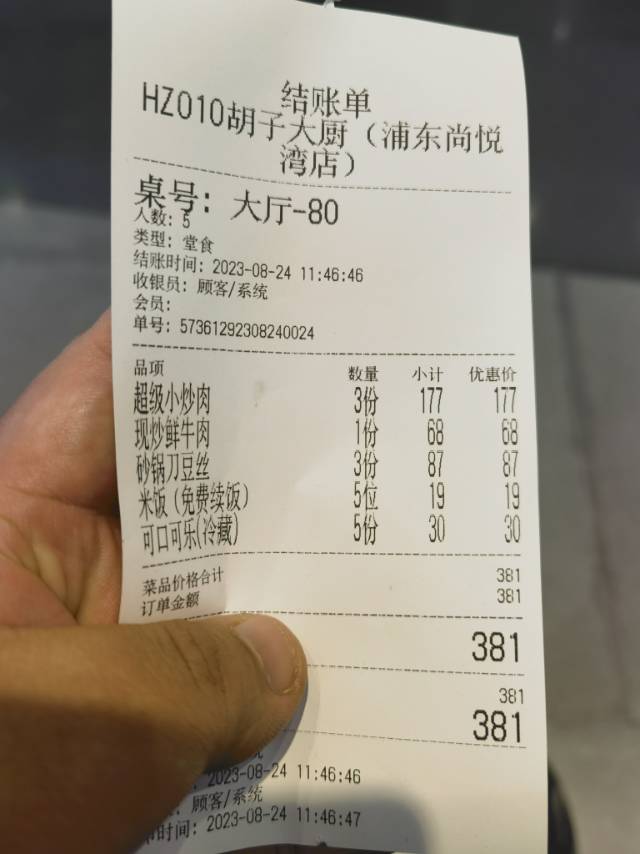 结账单
HZ010胡子大厨（浦东尚悦
湾店）
桌号：大厅-80
人数：5
类型：堂食
结账时间：2023-08-24 11:46:46
收银员：顾客/系统
会员：
单号：57361292308240024
品项 数量 小计 优惠价
超级小炒肉 3份 177 177
现炒鲜牛肉 1份 68 68
砂锅刀豆丝 3份 87 87
米饭（免费续饭） 5位 19 19
可口可乐(冷藏) 5份 30 30
菜品价格合计 381
订单金额 381
381
381
381
2023-08-24 11:46:46
顾客/系统
时间：2023-08-24 11:46:47